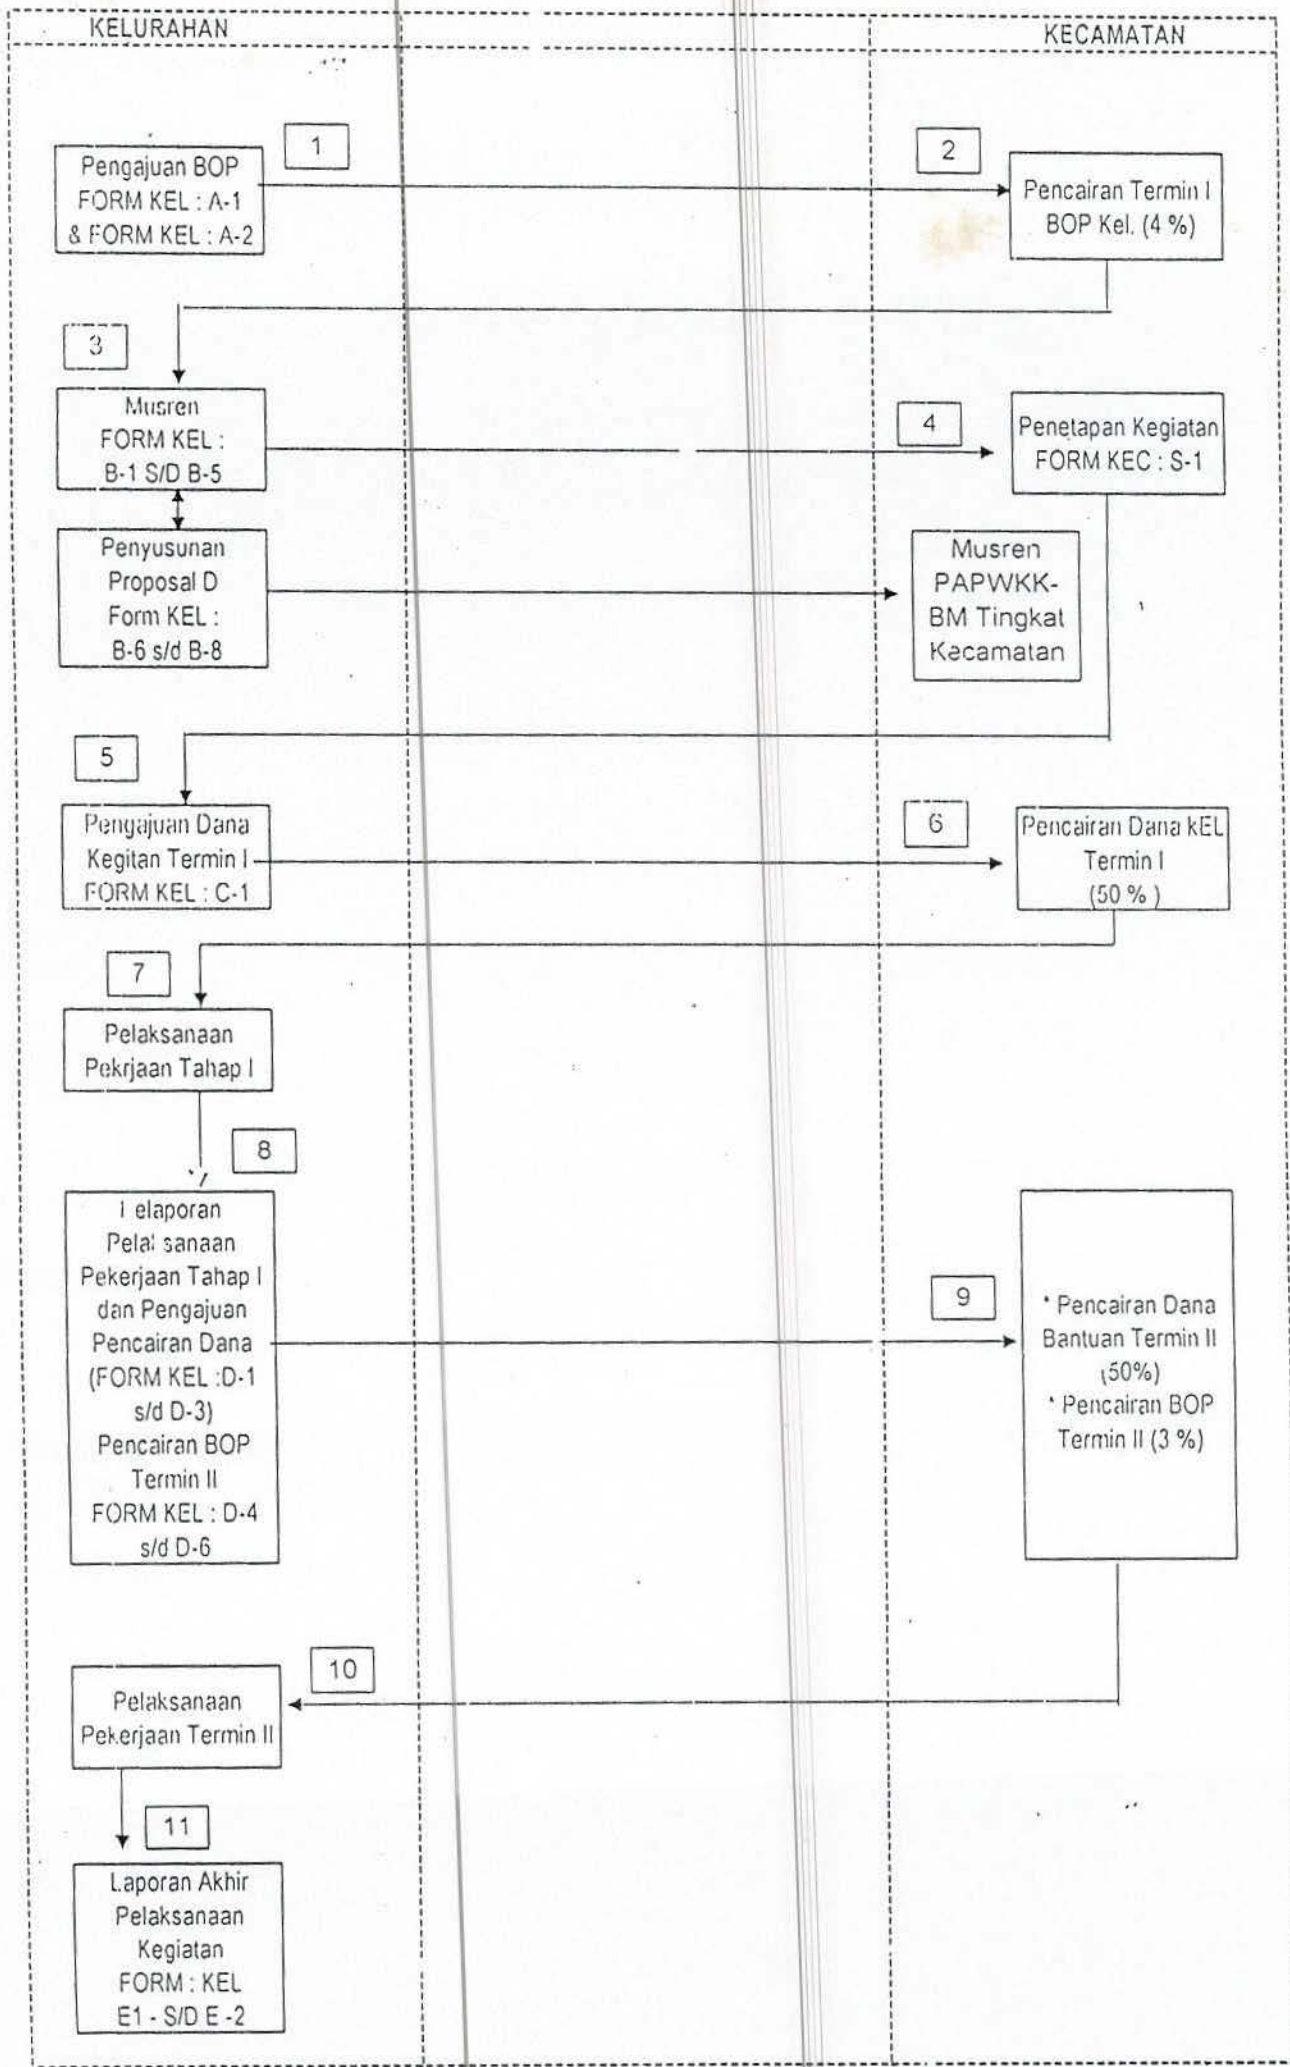 KELURAHAN
KECAMATAN
1
2
Pengajuan BOP
FORM KEL : A-1
& FORM KEL : A-2
Pencairan Termin I
BOP Kel. (4 %)
3
4
Musren
FORM KEL :
B-1 S/D B-5
Penetapan Kegiatan
FORM KEC : S-1
Penyusunan
Proposal D
Form KEL :
B-6 s/d B-8
Musren
PAPWKK-
BM Tingkat
Kecamatan
5
6
Pengajuan Dana
Kegitan Termin I
FORM KEL : C-1
Pencairan Dana kEL
Termin I
(50 % )
7
Pelaksanaan
Pekrjaan Tahap I
8
9
elaporan
Pela sanaan
Pekerjaan Tahap I
dan Pengajuan
Pencairan Dana
(FORM KEL :D-1
s/d D-3)
Pencairan BOP
Termin II
FORM KEL : D-4
s/d D-6
* Pencairan Dana
Bantuan Termin II
(50%)
* Pencairan BOP
Termin II (3 %)
10
Pelaksanaan
Pekerjaan Termin II
11
Laporan Akhir
Pelaksanaan
Kegiatan
FORM : KEL
E1 - S/D E -2